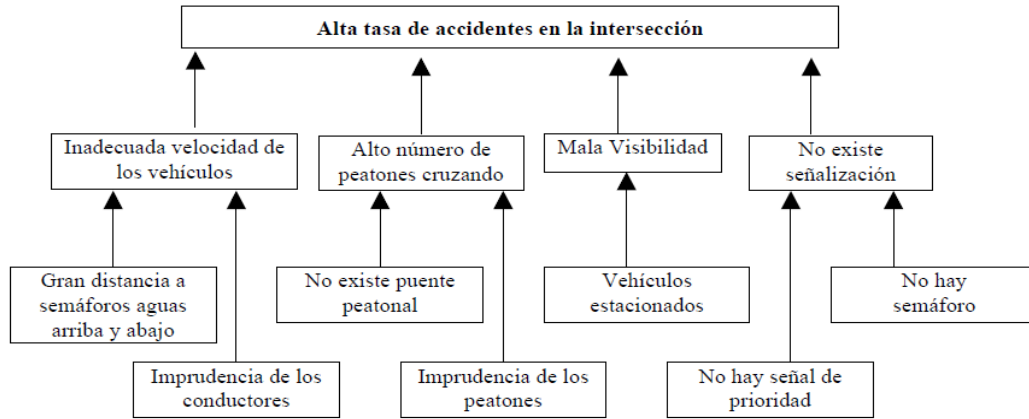 Alta tasa de accidentes en la intersección
Inadecuada velocidad de
los vehículos
Alto número de
peatones cruzando
Mala Visibilidad
No existe
señalización
Gran distancia a
semáforos aguas
arriba y abajo
No existe puente
peatonal
Vehículos
estacionados
No hay
semáforo
Imprudencia de los
conductores
Imprudencia de los
peatones
No hay señal de
prioridad